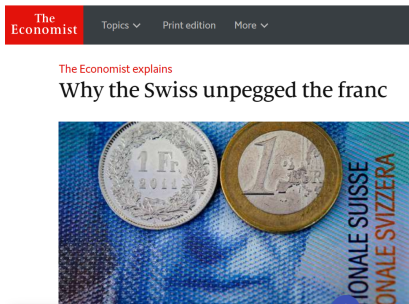 The
Economist
Topics
Print edition
More
The Economist explains
Why the Swiss unpegged the franc
1 Fr.
2011
1
IONALE SUISSE
ONALE SVIZZERA